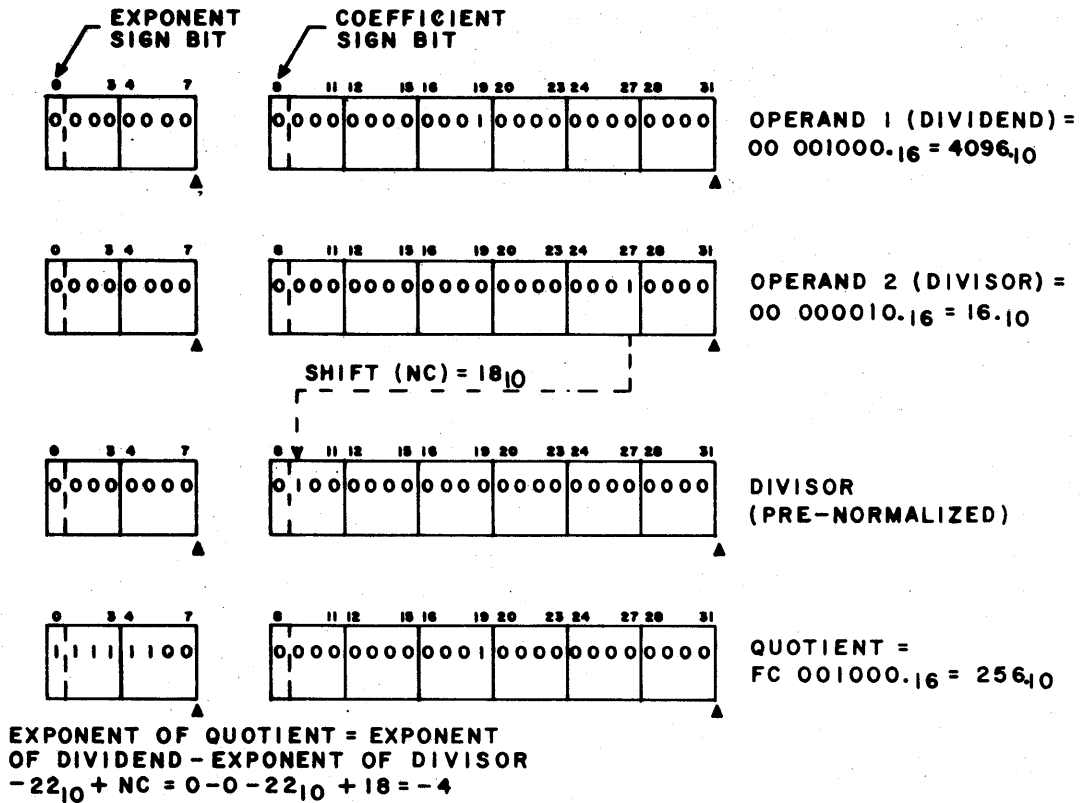 EXPONENT
SIGN BIT
COEFFICIENT
SIGN BIT
0 3 4 7 8 11 12 15 16 19 20 23 24 27 28 31
0 000 0000 0 000 0000 0001 0000 0000 0000
OPERAND 1 (DIVIDEND) =
00 001000.16 = 4096.10
0 3 4 7 8 11 12 15 16 19 20 23 24 27 28 31
0 000 0000 0 000 0000 0000 0000 0001 0000
OPERAND 2 (DIVISOR) =
00 000010.16 = 16.10
SHIFT (NC) = 1810
0 3 4 7 8 11 12 15 16 19 20 23 24 27 28 31
0 000 0000 0 100 0000 0000 0000 0000 0000
DIVISOR
(PRE-NORMALIZED)
0 3 4 7 8 11 12 15 16 19 20 23 24 27 28 31
1 111 1100 0 000 0000 0001 0000 0000 0000
QUOTIENT =
FC 001000.16 = 256.10
EXPONENT OF QUOTIENT = EXPONENT
OF DIVIDEND - EXPONENT OF DIVISOR
-2210 + NC = 0-0-2210 + 18 = -4